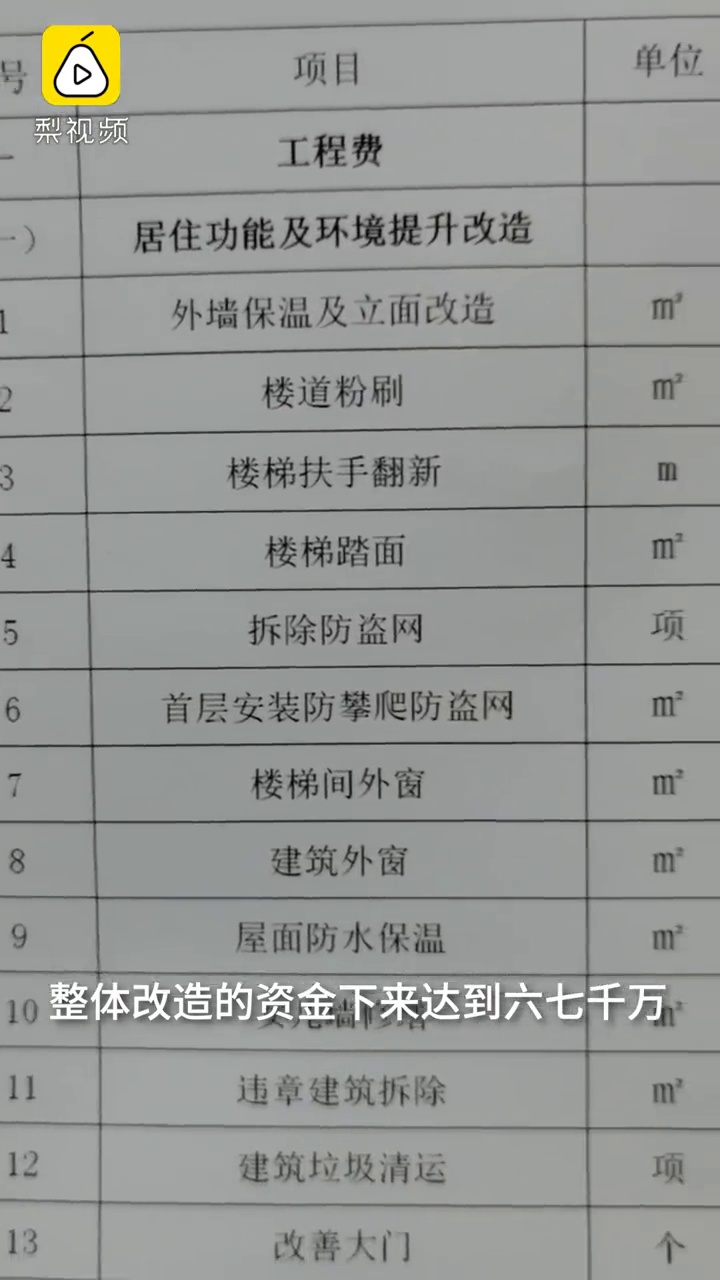 梨视频
号 项目 单位
一 工程费
一） 居住功能及环境提升改造
1 外墙保温及立面改造 m²
2 楼道粉刷 m²
3 楼梯扶手翻新 m
4 楼梯踏面 m²
5 拆除防盗网 项
6 首层安装防攀爬防盗网 m²
7 楼梯间外窗 m²
8 建筑外窗 m²
9 屋面防水保温 m²
整体改造的资金下来达到六七千万
10 m²
11 违章建筑拆除 m²
12 建筑垃圾清运 项
13 改善大门 个